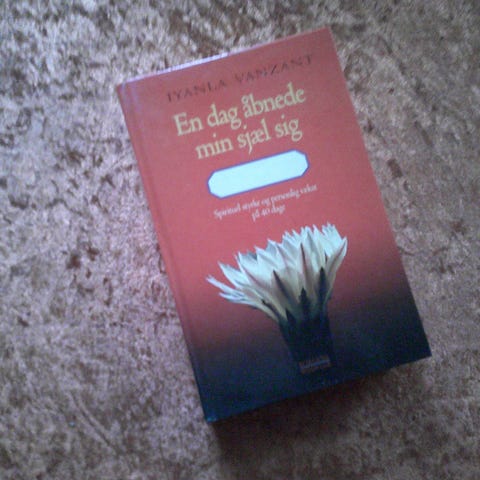 IYANLA VANZANT
En dag åbnede
min sjæl sig
Spirituel styrke og personlig vækst
på 40 dage